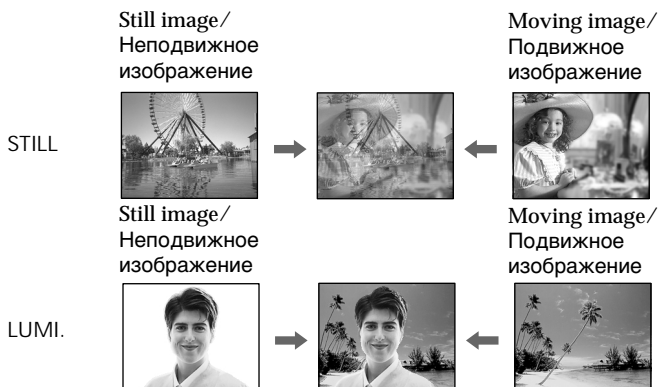 Still image/
Неподвижное
изображение
Moving image/
Подвижное
изображение
STILL
Still image/
Неподвижное
изображение
Moving image/
Подвижное
изображение
LUMI.